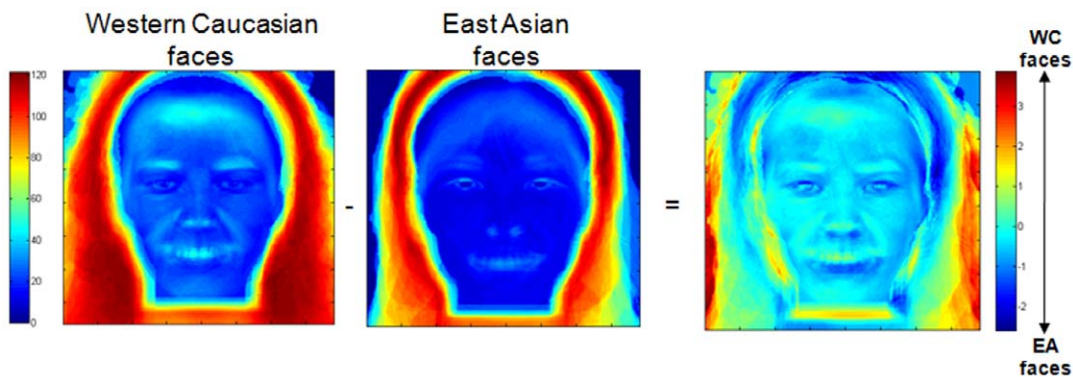 Western Caucasian
faces
East Asian
faces
WC
faces
120
100
80
60
40
20
0
-
=
3
2
1
0
-1
-2
EA
faces